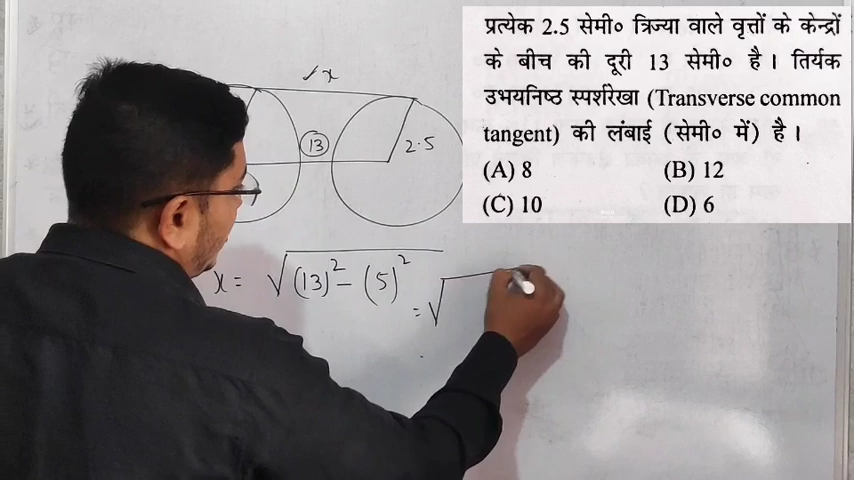 प्रत्येक 2.5 सेमी० त्रिज्या वाले वृत्तों के केन्द्रों
के बीच की दूरी 13 सेमी० है। तिर्यक
उभयनिष्ठ स्पर्शरेखा (Transverse common
tangent) की लंबाई (सेमी० में) है।
(A) 8 (B) 12
(C) 10 (D) 6
✓x
13
2.5
x = √(13)² – (5)²
= √